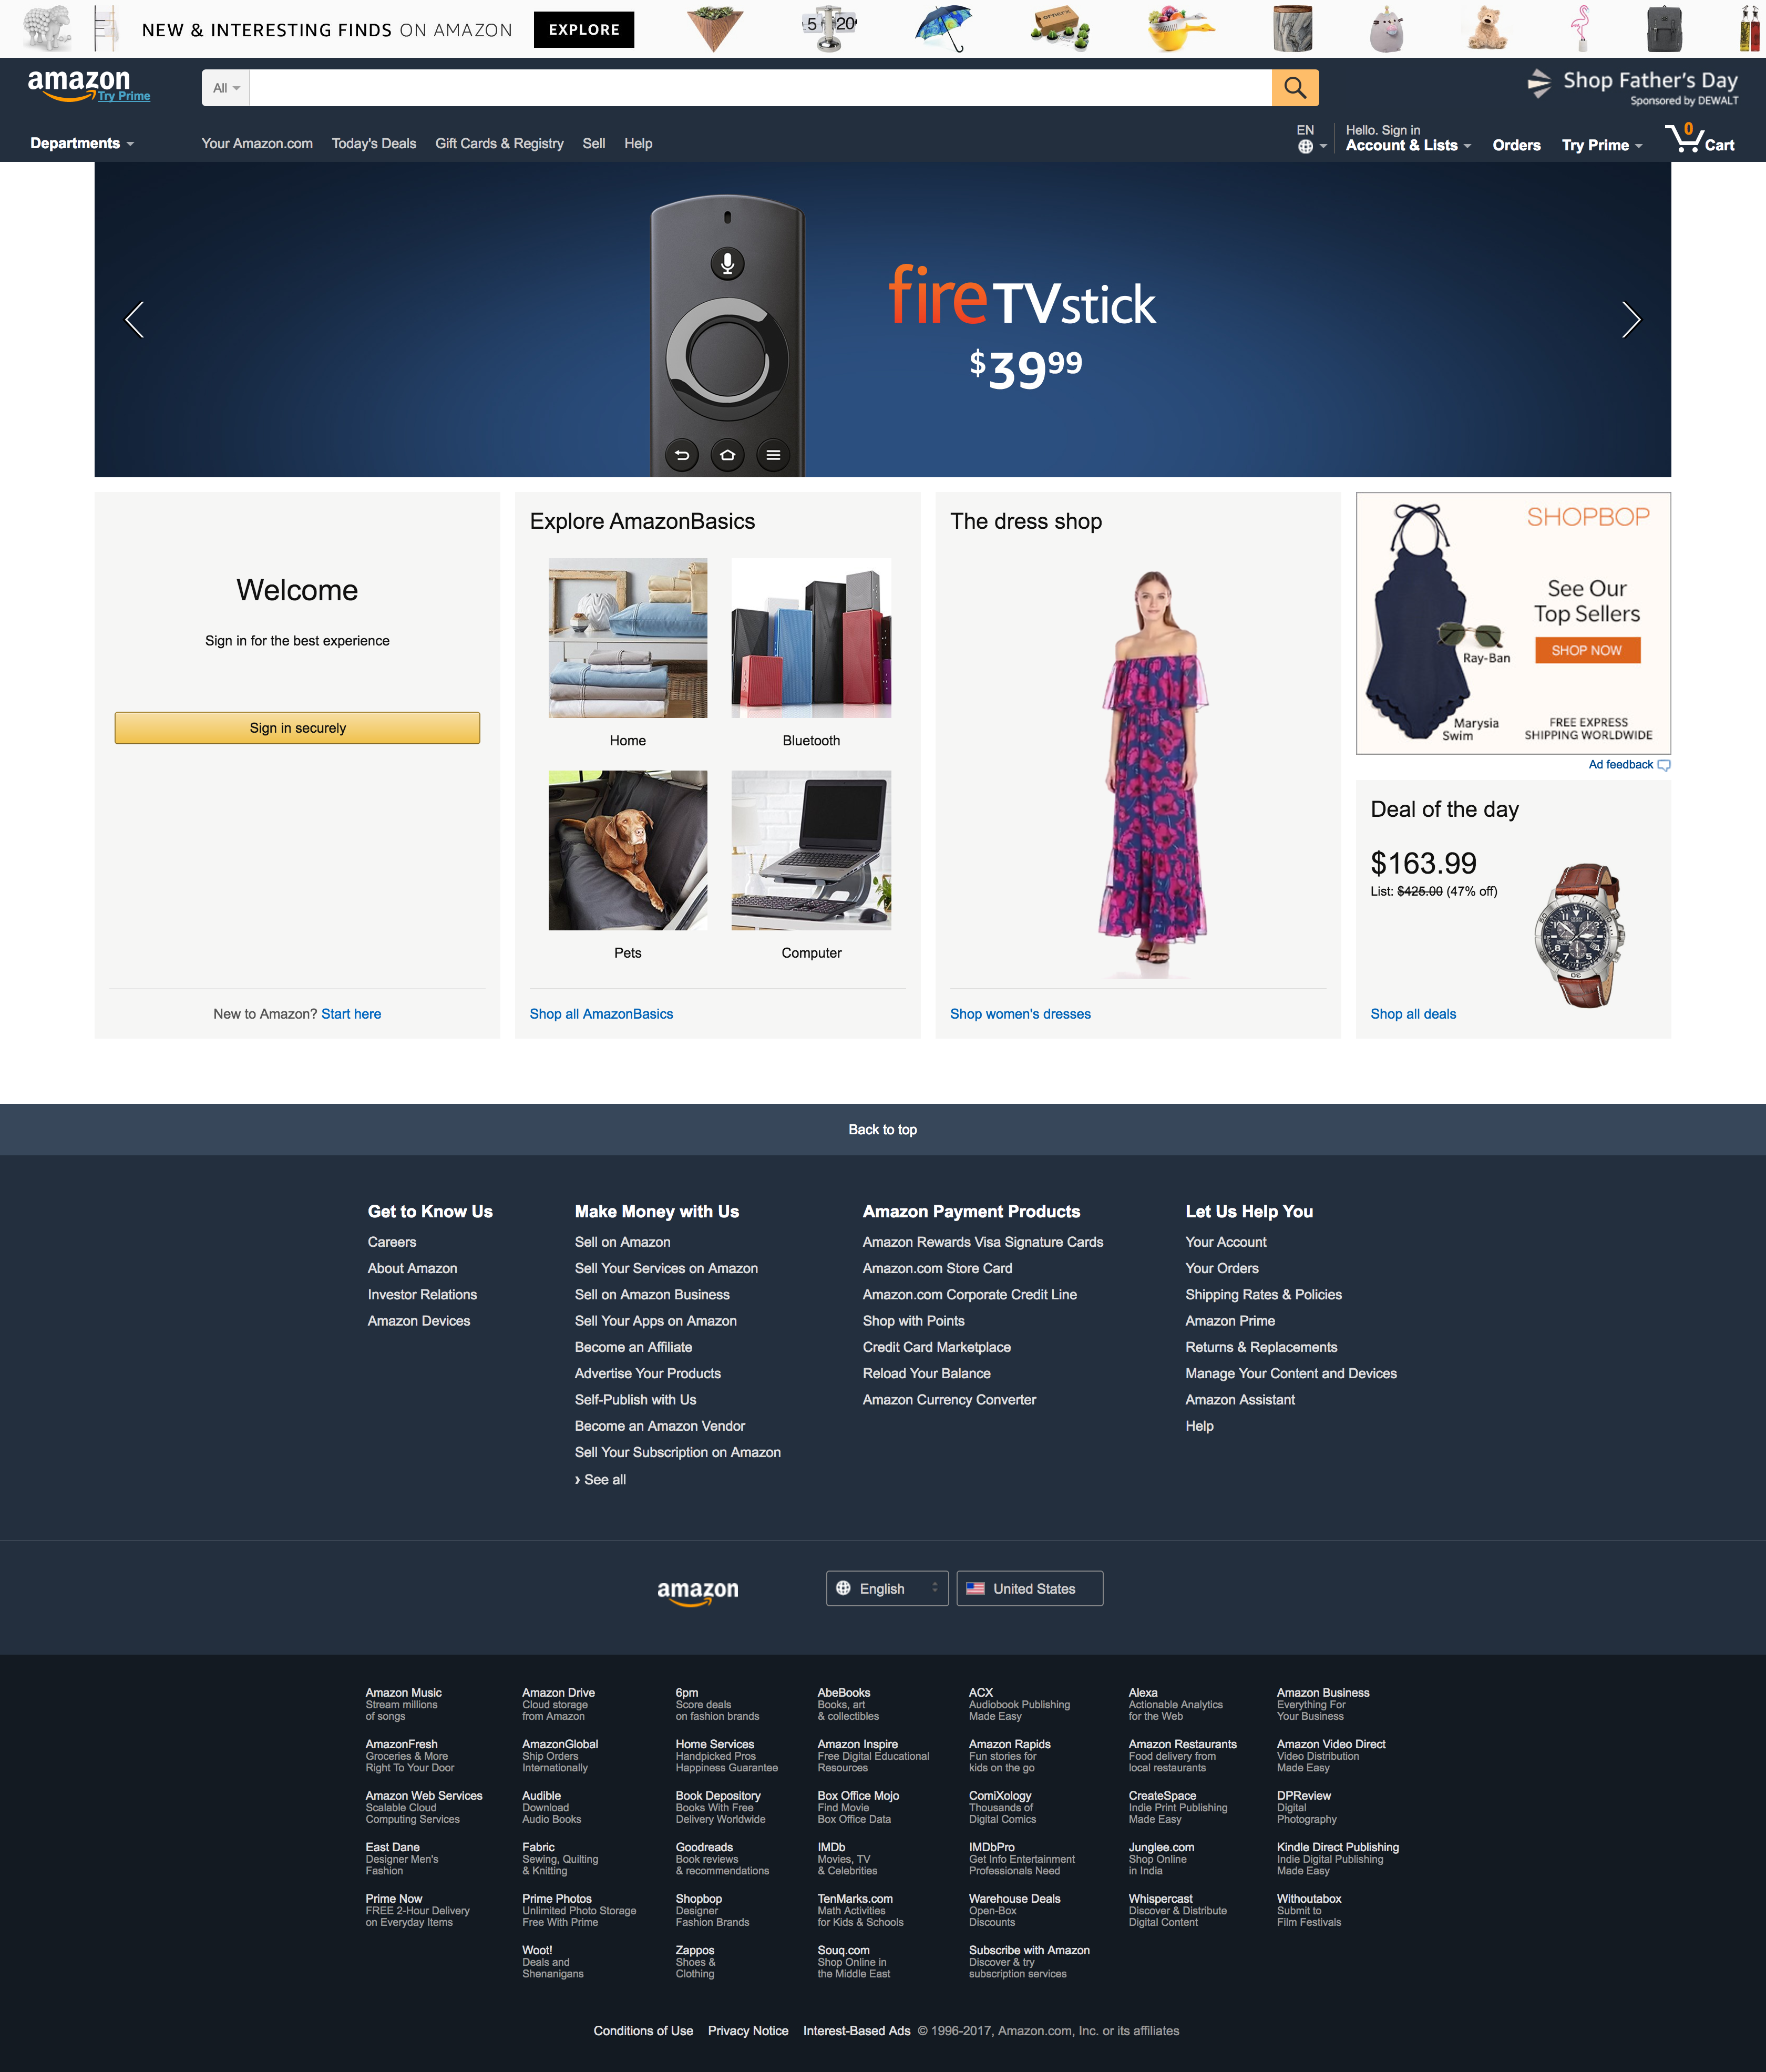 NEW & INTERESTING FINDS ON AMAZON
EXPLORE
5 20
amazon
Try Prime
All
Shop Father's Day
Sponsored by DEWALT
Departments
Your Amazon.com
Today's Deals
Gift Cards & Registry
Sell
Help
EN
Hello. Sign in
Account & Lists
Orders
Try Prime
0
Cart
fireTVstick
$39 99
Welcome
Sign in for the best experience
Sign in securely
New to Amazon? Start here
Explore AmazonBasics
Home
Bluetooth
Pets
Computer
Shop all AmazonBasics
The dress shop
Shop women's dresses
SHOPBOP
See Our
Top Sellers
SHOP NOW
Ray-Ban
Marysia
Swim
FREE EXPRESS
SHIPPING WORLDWIDE
Ad feedback
Deal of the day
$163.99
List: $425.00 (47% off)
Shop all deals
Back to top
Get to Know Us
Careers
About Amazon
Investor Relations
Amazon Devices
Make Money with Us
Sell on Amazon
Sell Your Services on Amazon
Sell on Amazon Business
Sell Your Apps on Amazon
Become an Affiliate
Advertise Your Products
Self-Publish with Us
Become an Amazon Vendor
Sell Your Subscription on Amazon
› See all
Amazon Payment Products
Amazon Rewards Visa Signature Cards
Amazon.com Store Card
Amazon.com Corporate Credit Line
Shop with Points
Credit Card Marketplace
Reload Your Balance
Amazon Currency Converter
Let Us Help You
Your Account
Your Orders
Shipping Rates & Policies
Amazon Prime
Returns & Replacements
Manage Your Content and Devices
Amazon Assistant
Help
amazon
English
United States
Amazon Music
Stream millions
of songs
Amazon Drive
Cloud storage
from Amazon
6pm
Score deals
on fashion brands
AbeBooks
Books, art
& collectibles
ACX
Audiobook Publishing
Made Easy
Alexa
Actionable Analytics
for the Web
Amazon Business
Everything For
Your Business
AmazonFresh
Groceries & More
Right To Your Door
AmazonGlobal
Ship Orders
Internationally
Home Services
Handpicked Pros
Happiness Guarantee
Amazon Inspire
Free Digital Educational
Resources
Amazon Rapids
Fun stories for
kids on the go
Amazon Restaurants
Food delivery from
local restaurants
Amazon Video Direct
Video Distribution
Made Easy
Amazon Web Services
Scalable Cloud
Computing Services
Audible
Download
Audio Books
Book Depository
Books With Free
Delivery Worldwide
Box Office Mojo
Find Movie
Box Office Data
ComiXology
Thousands of
Digital Comics
CreateSpace
Indie Print Publishing
Made Easy
DPReview
Digital
Photography
East Dane
Designer Men's
Fashion
Fabric
Sewing, Quilting
& Knitting
Goodreads
Book reviews
& recommendations
IMDb
Movies, TV
& Celebrities
IMDbPro
Get Info Entertainment
Professionals Need
Junglee.com
Shop Online
in India
Kindle Direct Publishing
Indie Digital Publishing
Made Easy
Prime Now
FREE 2-Hour Delivery
on Everyday Items
Prime Photos
Unlimited Photo Storage
Free With Prime
Shopbop
Designer
Fashion Brands
TenMarks.com
Math Activities
for Kids & Schools
Warehouse Deals
Open-Box
Discounts
Whispercast
Discover & Distribute
Digital Content
Withoutabox
Submit to
Film Festivals
Woot!
Deals and
Shenanigans
Zappos
Shoes &
Clothing
Souq.com
Shop Online in
the Middle East
Subscribe with Amazon
Discover & try
subscription services
Conditions of Use
Privacy Notice
Interest-Based Ads
© 1996-2017, Amazon.com, Inc. or its affiliates